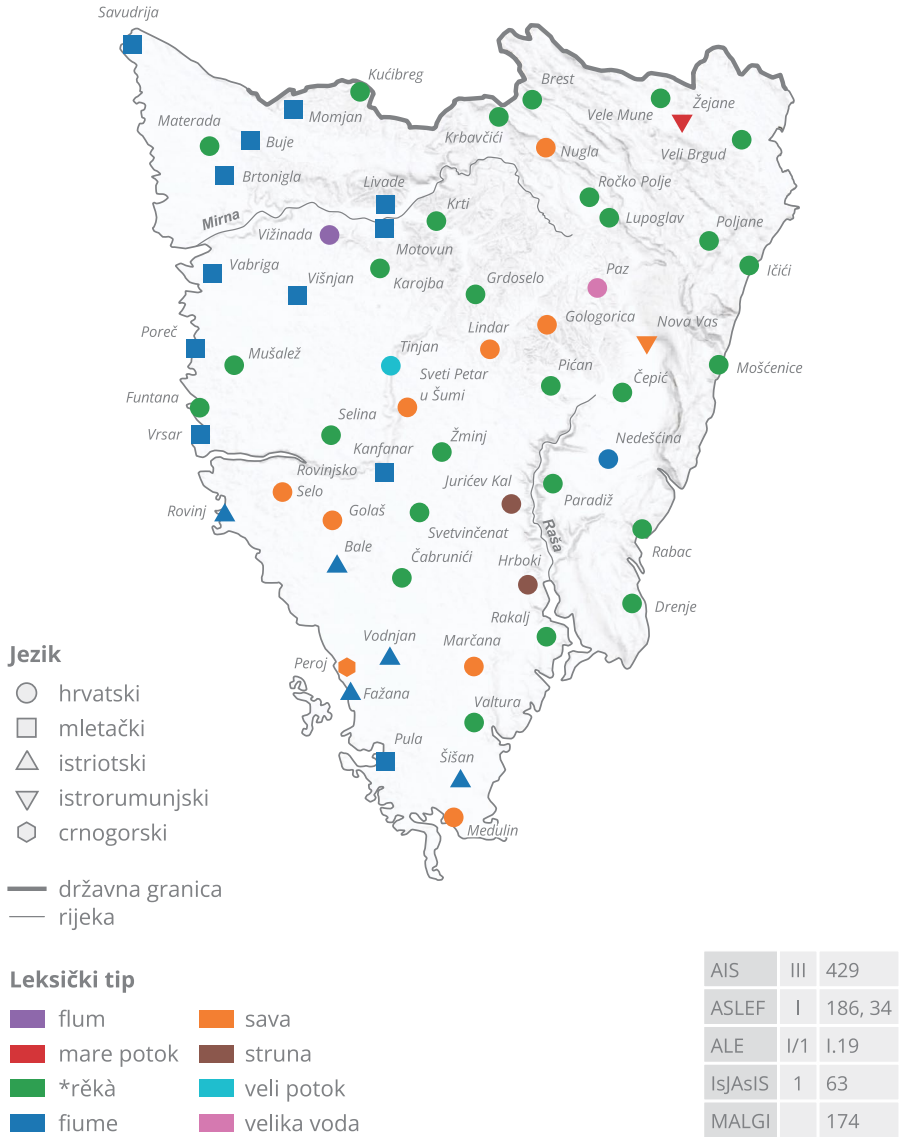 Savudrija
Kućibreg
Brest
Momjan
Materada
Buje
Krbavčići
Vele Mune
Žejane
Nugla
Veli Brgud
Brtonigla
Livade
Ročko Polje
Mirna
Krti
Lupoglav
Poljane
Vižinada
Motovun
Vabriga
Višnjan
Karojba
Grdoselo
Paz
Ičići
Gologorica
Nova Vas
Poreč
Lindar
Mušalež
Tinjan
Pićan
Čepić
Mošćenice
Sveti Petar
u Šumi
Funtana
Selina
Vrsar
Kanfanar
Žminj
Nedešćina
Rovinjsko
Selo
Jurićev Kal
Paradiž
Rovinj
Golaš
Svetvinčenat
Raša
Rabac
Bale
Čabrunići
Hrboki
Drenje
Rakalj
Vodnjan
Marčana
Peroj
Fažana
Valtura
Pula
Šišan
Medulin
Jezik
hrvatski
mletački
istriotski
istrorumunjski
crnogorski
državna granica
rijeka
Leksički tip
flum
mare potok
*rěkà
fiume
sava
struna
veli potok
velika voda
AIS III 429
ASLEF I 186, 34
ALE I/1 I.19
IsJAsIS 1 63
MALGI 174